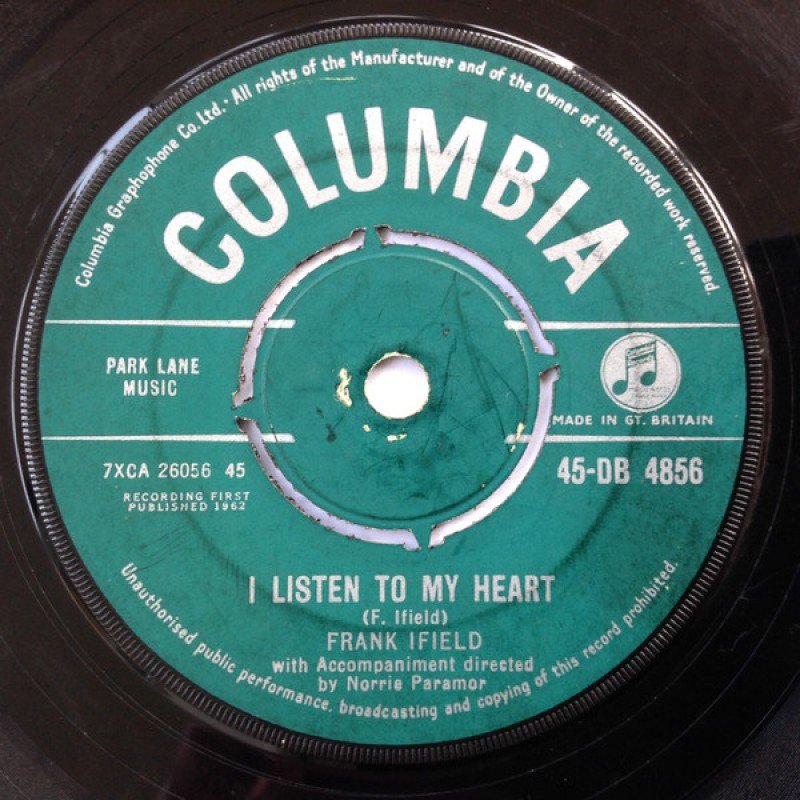 Columbia Graphophone Co. Ltd. · All rights of the Manufacturer and of the Owner of the recorded work reserved.
COLUMBIA
PARK LANE
MUSIC
MADE IN GT. BRITAIN
7XCA 26056 45
RECORDING FIRST
PUBLISHED 1962
45-DB 4856
I LISTEN TO MY HEART
(F. Ifield)
FRANK IFIELD
with Accompaniment directed
by Norrie Paramor
Unauthorised public performance, broadcasting and copying of this record prohibited.